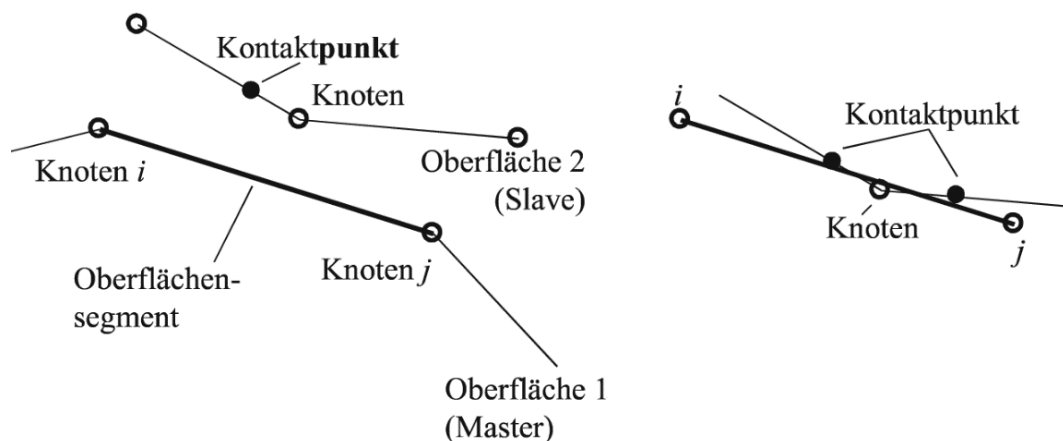 Kontaktpunkt
Knoten
Knoten i
Oberfläche 2
(Slave)
Oberflächen-
segment
Knoten j
Oberfläche 1
(Master)
i
Kontaktpunkt
Knoten
j